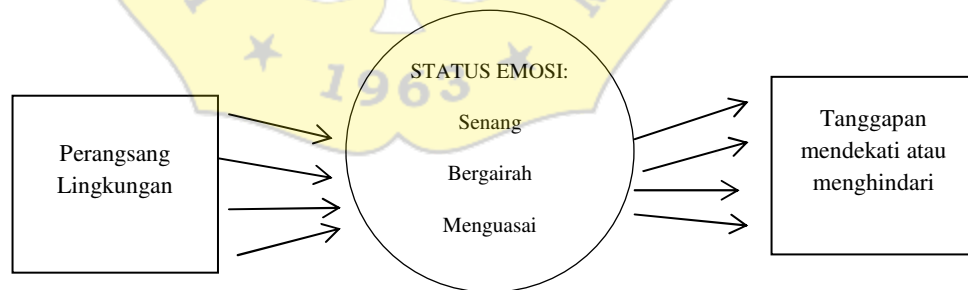 STATUS EMOSI:
Senang
Bergairah
Menguasai
Perangsang
Lingkungan
Tanggapan
mendekati atau
menghindari
1963